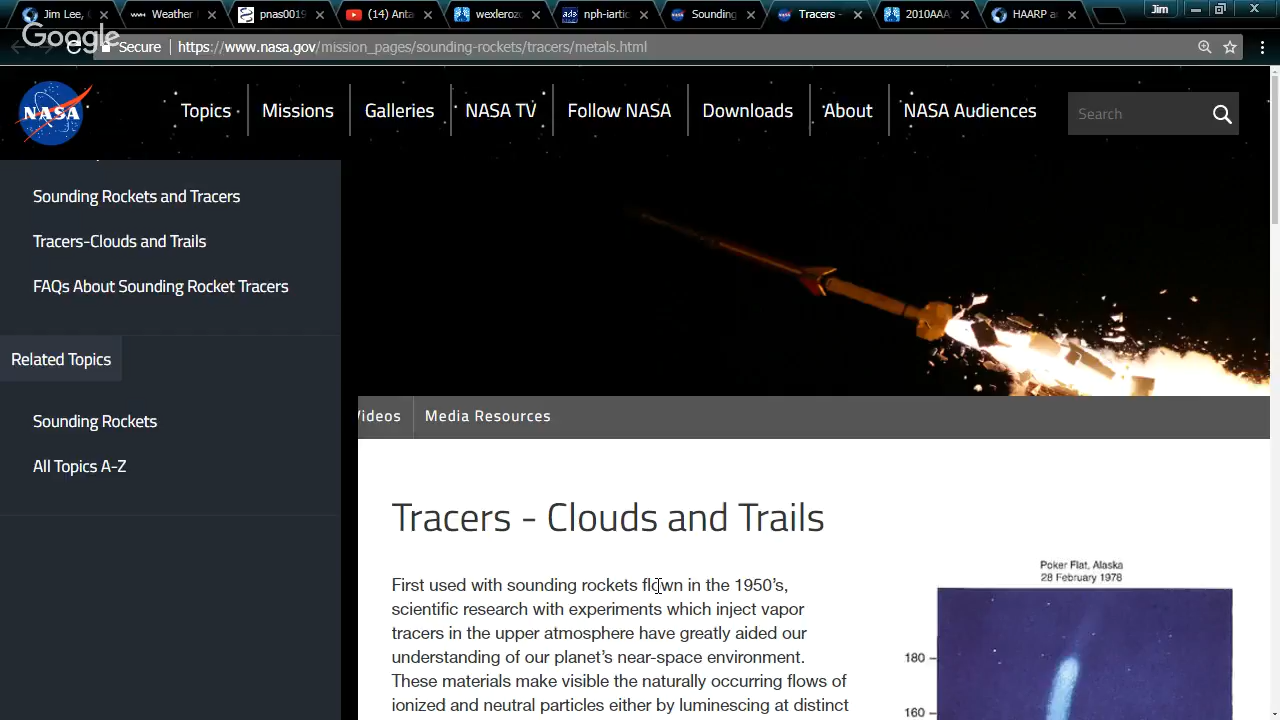 Jim Lee,
Weather
pnas0019
(14) Anta
wexlerozo
nph-iartic
Sounding
Tracers -
2010AAA
HAARP a
Jim
Google
Secure
https://www.nasa.gov/mission_pages/sounding-rockets/tracers/metals.html
NASA
Topics
Missions
Galleries
NASA TV
Follow NASA
Downloads
About
NASA Audiences
Search
Sounding Rockets and Tracers
Tracers-Clouds and Trails
FAQs About Sounding Rocket Tracers
Related Topics
Sounding Rockets
All Topics A-Z
Videos
Media Resources
Tracers - Clouds and Trails
First used with sounding rockets flown in the 1950's,
scientific research with experiments which inject vapor
tracers in the upper atmosphere have greatly aided our
understanding of our planet's near-space environment.
These materials make visible the naturally occurring flows of
ionized and neutral particles either by luminescing at distinct
Poker Flat, Alaska
28 February 1978
180
160